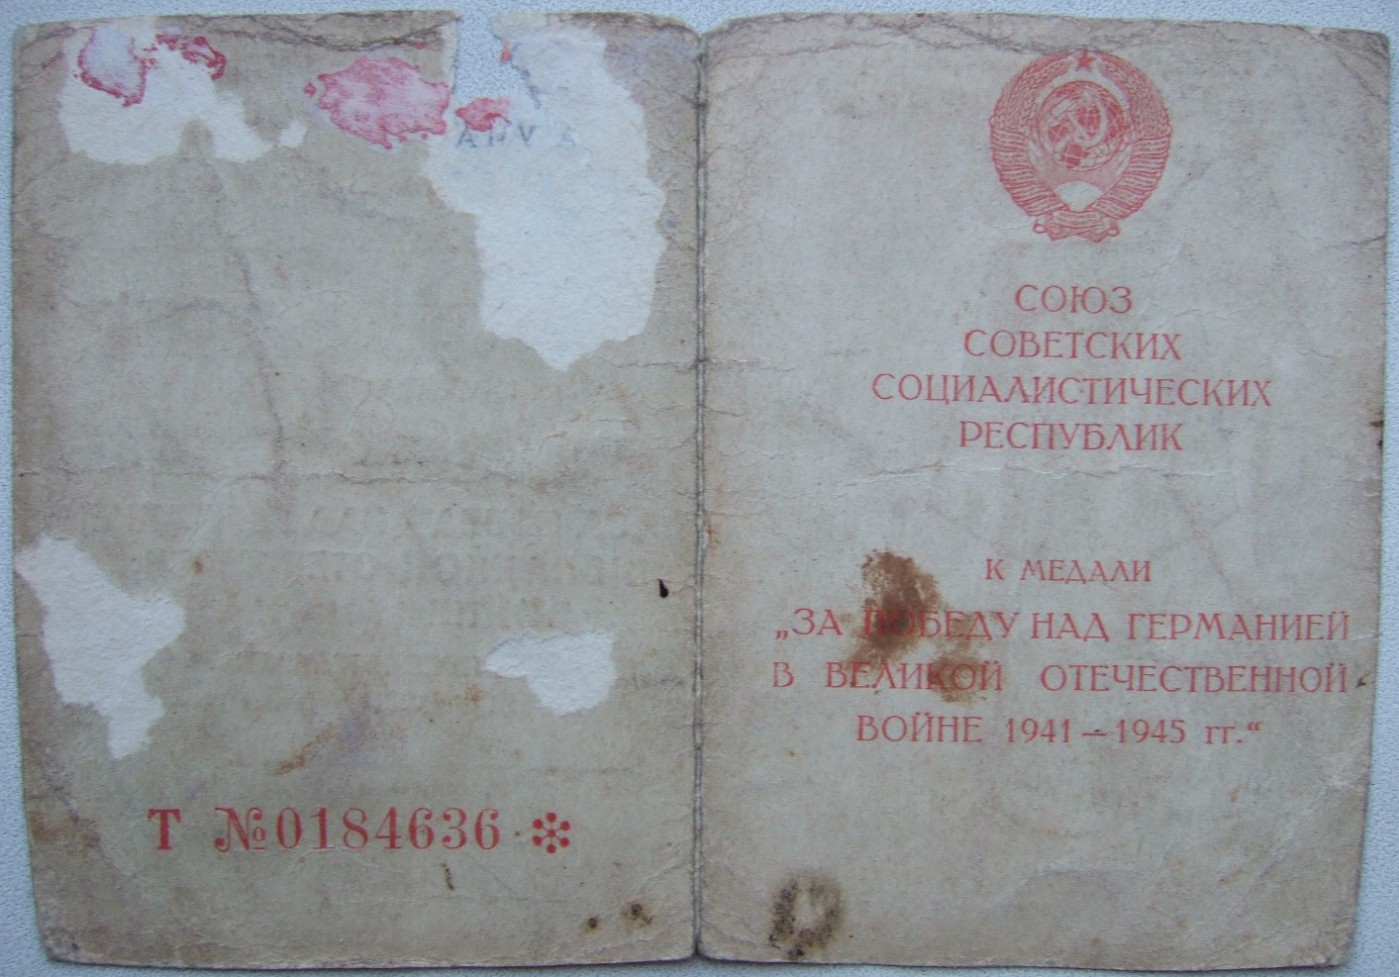 Т №0184636
СОЮЗ
СОВЕТСКИХ
СОЦИАЛИСТИЧЕСКИХ
РЕСПУБЛИК
К МЕДАЛИ
„ЗА ПОБЕДУ НАД ГЕРМАНИЕЙ
В ВЕЛИКОЙ ОТЕЧЕСТВЕННОЙ
ВОЙНЕ 1941—1945 гг.“